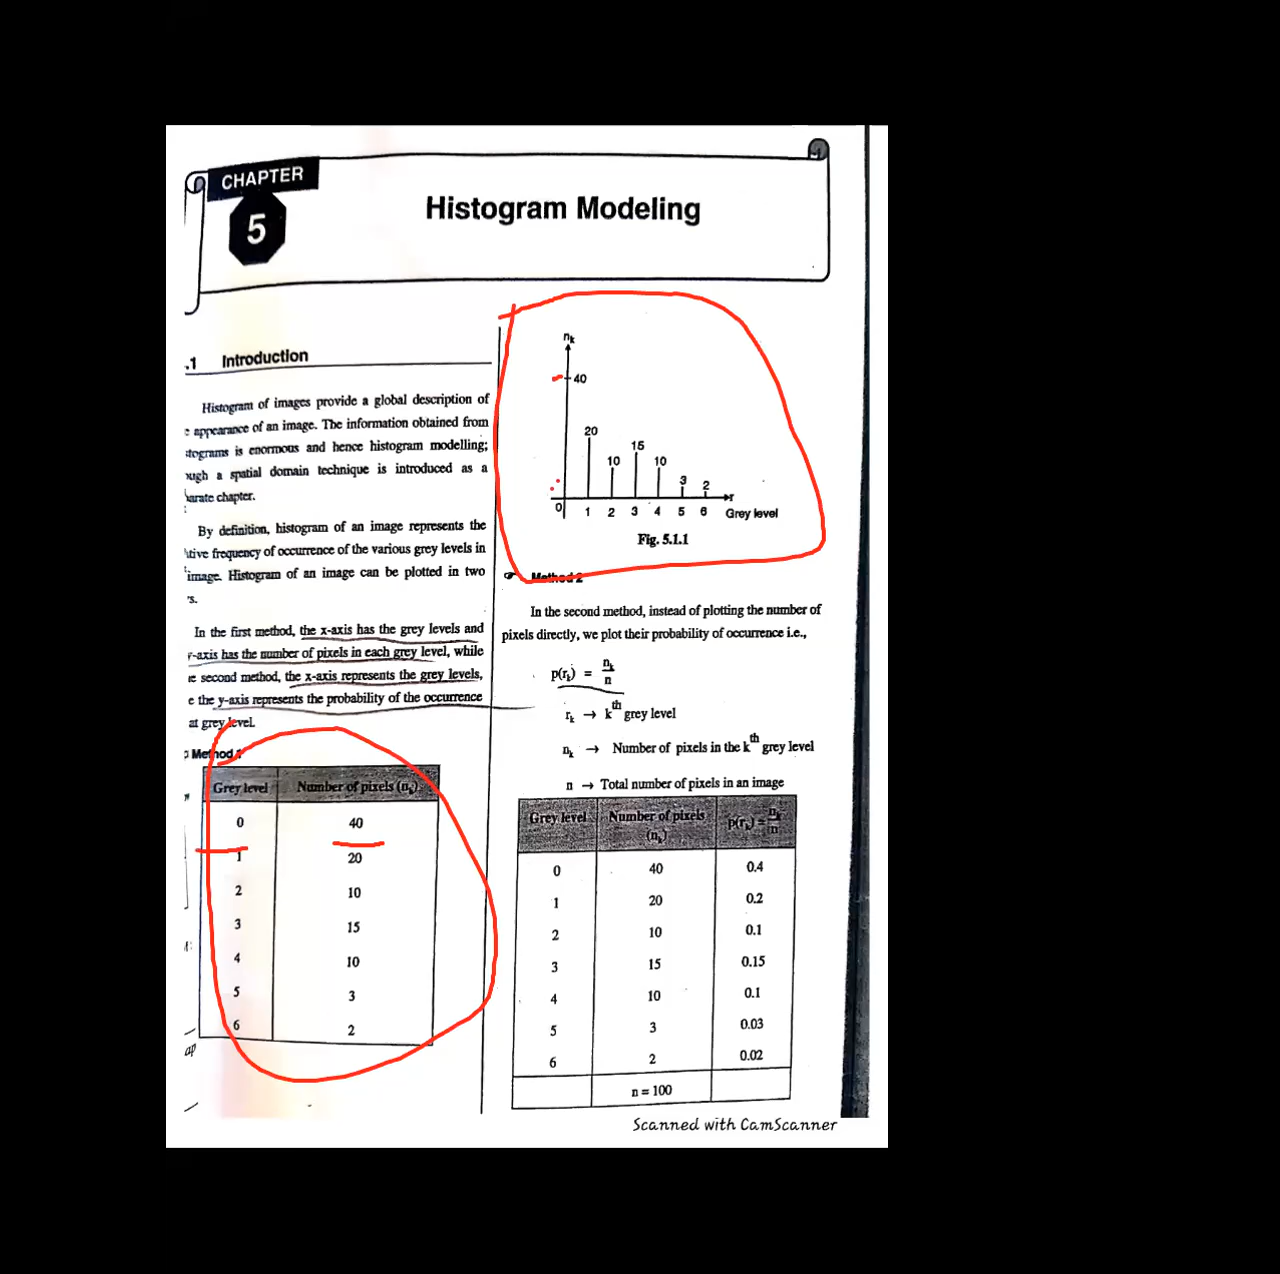 CHAPTER
5
Histogram Modeling
.1 Introduction
Histogram of images provide a global description of
appearance of an image. The information obtained from
tograms is enormous and hence histogram modelling;
ugh a spatial domain technique is introduced as a
arate chapter.
By definition, histogram of an image represents the
tive frequency of occurrence of the various grey levels in
image. Histogram of an image can be plotted in two
's.
In the first method, the x-axis has the grey levels and
y-axis has the number of pixels in each grey level, while
e second method, the x-axis represents the grey levels,
e the y-axis represents the probability of the occurrence
at grey level.
Method 1
Grey level Number of pixels (nk)
0 40
1 20
2 10
3 15
4 10
5 3
6 2
ap
nk
40
20
10
15
10
3
2
r
0 1 2 3 4 5 6 Grey level
Fig. 5.1.1
☞ Method 2
In the second method, instead of plotting the number of
pixels directly, we plot their probability of occurrence i.e.,
p(rk) = nk/n
rk → kth grey level
nk → Number of pixels in the kth grey level
n → Total number of pixels in an image
Grey level Number of pixels (nk) p(rk) = nk/n
0 40 0.4
1 20 0.2
2 10 0.1
3 15 0.15
4 10 0.1
5 3 0.03
6 2 0.02
n = 100
Scanned with CamScanner